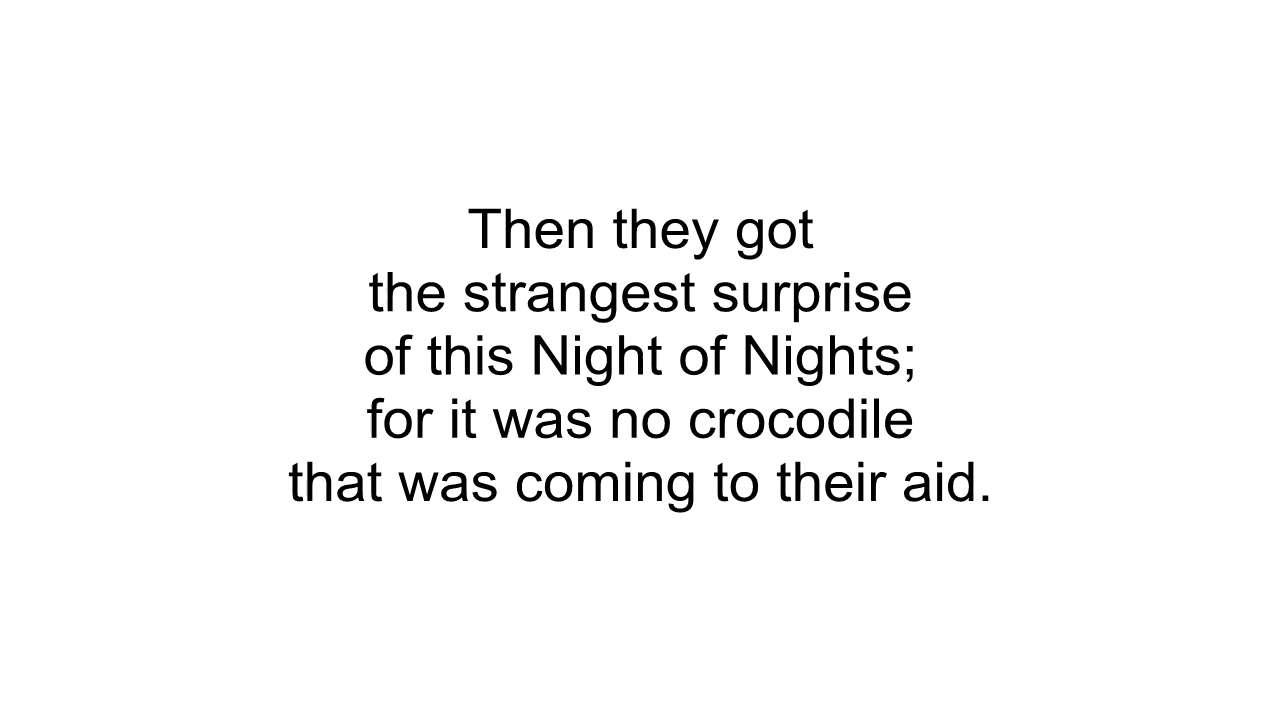 Then they got
the strangest surprise
of this Night of Nights;
for it was no crocodile
that was coming to their aid.